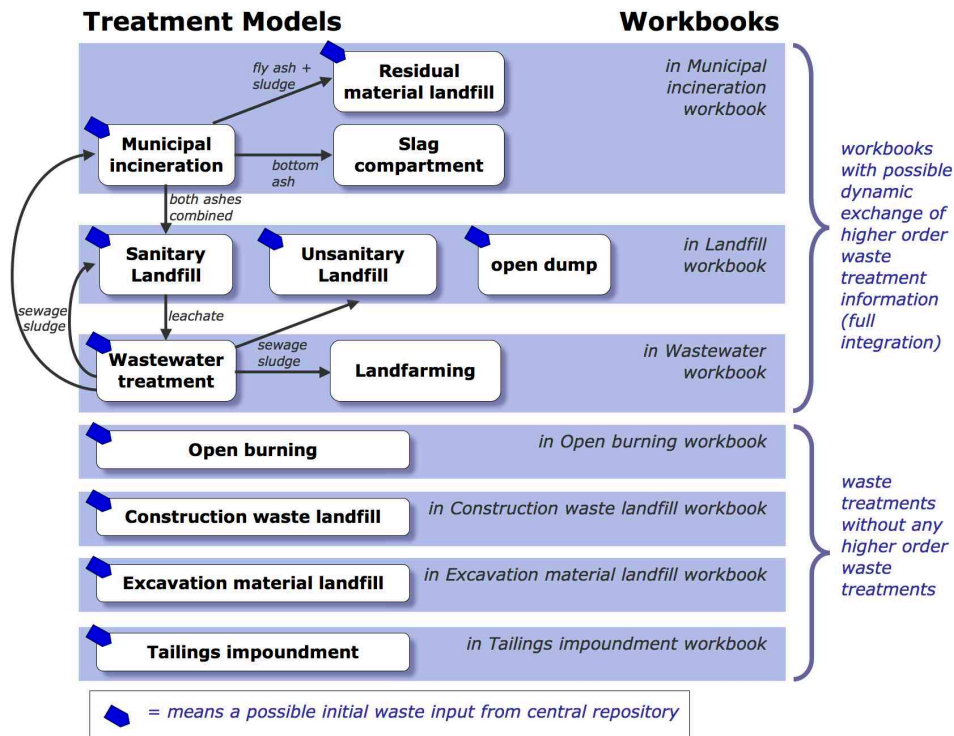 Treatment Models
Workbooks
fly ash +
sludge
Residual
material landfill
in Municipal
incineration
workbook
Municipal
incineration
bottom
ash
Slag
compartment
both ashes
combined
Sanitary
Landfill
Unsanitary
Landfill
open dump
in Landfill
workbook
sewage
sludge
leachate
Wastewater
treatment
sewage
sludge
Landfarming
in Wastewater
workbook
workbooks
with possible
dynamic
exchange of
higher order
waste
treatment
information
(full
integration)
Open burning
in Open burning workbook
Construction waste landfill
in Construction waste landfill workbook
Excavation material landfill
in Excavation material landfill workbook
Tailings impoundment
in Tailings impoundment workbook
waste
treatments
without any
higher order
waste
treatments
= means a possible initial waste input from central repository